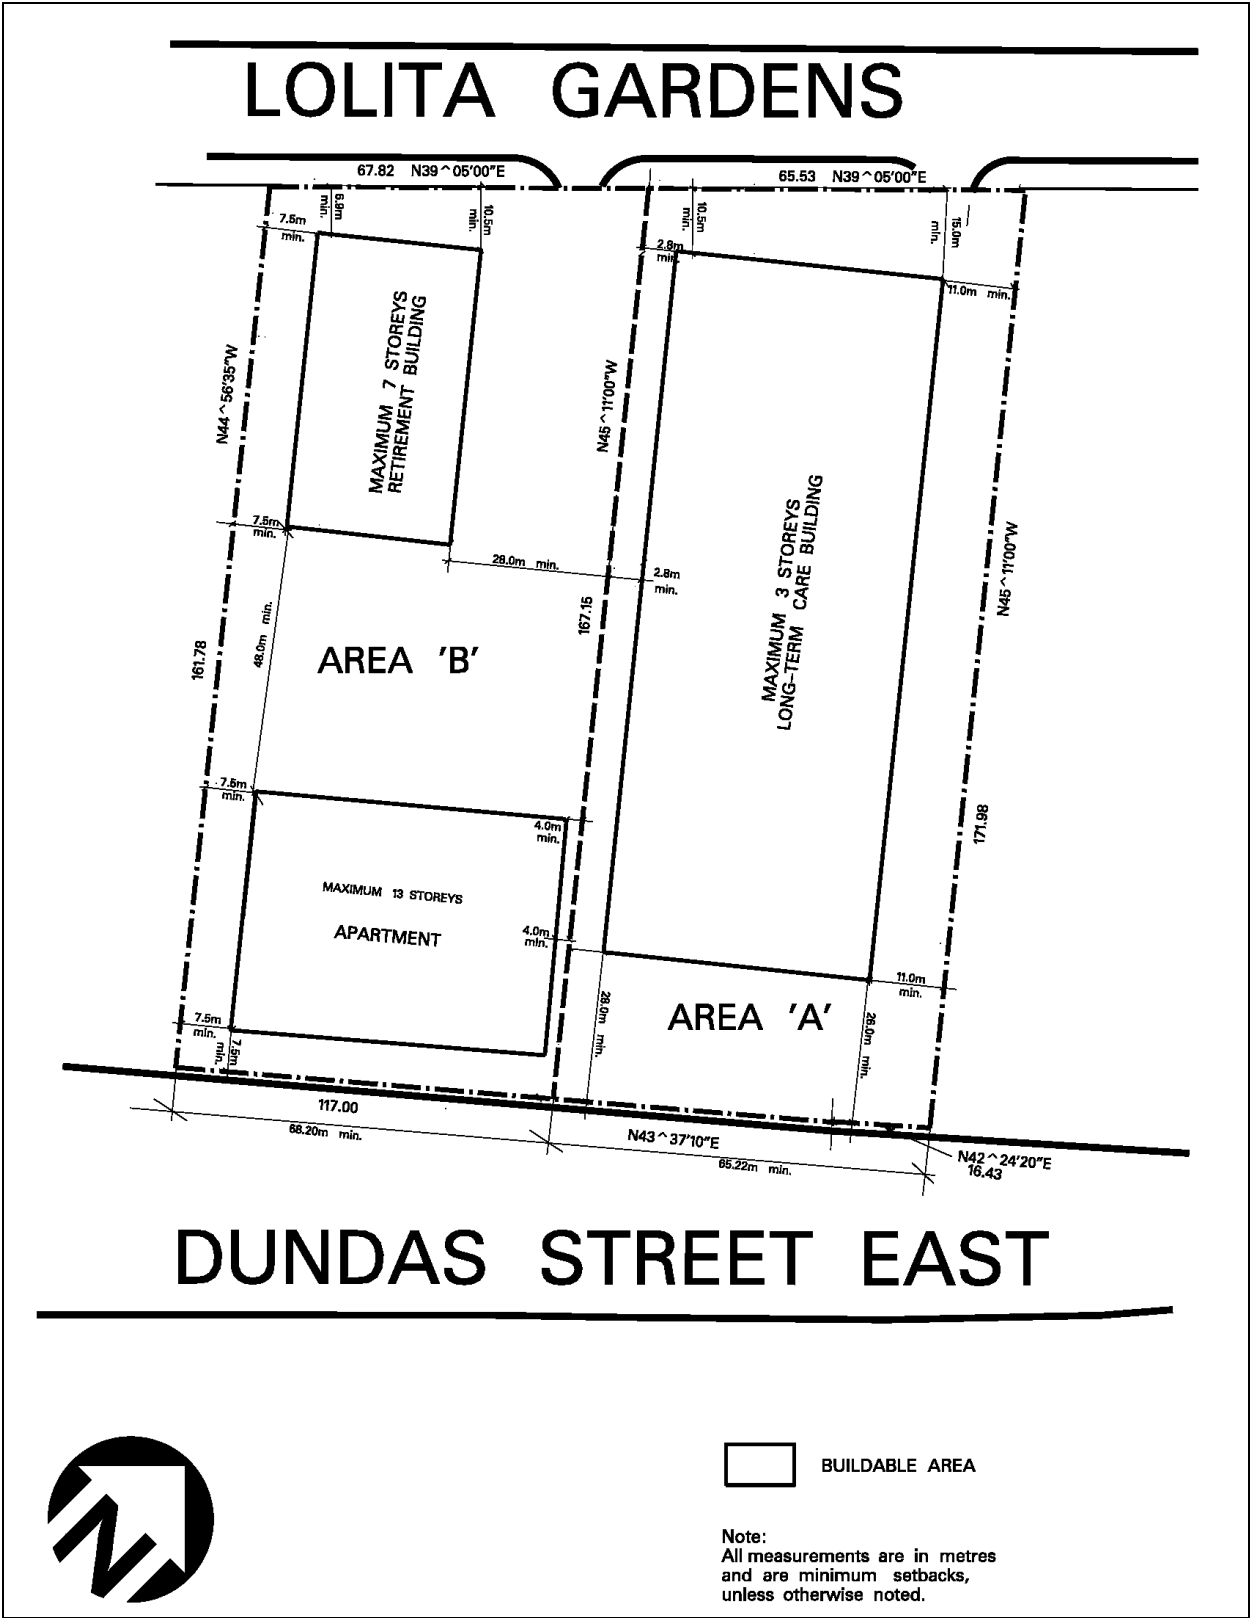 LOLITA GARDENS
67.82 N39^05'00"E
65.53 N39^05'00"E
7.5m
min.
6.9m
min.
10.5m
min.
10.5m
min.
15.0m
min.
2.8m
min.
11.0m min.
MAXIMUM 7 STOREYS
RETIREMENT BUILDING
N44^56'35"W
N45^11'00"W
7.5m
min.
28.0m min.
2.8m
min.
MAXIMUM 3 STOREYS
LONG-TERM CARE BUILDING
N45^11'00"W
48.0m min.
161.78
167.15
AREA 'B'
7.5m
min.
4.0m
min.
171.98
MAXIMUM 13 STOREYS
APARTMENT
4.0m
min.
11.0m
min.
7.5m
min.
7.5m
min.
min.
AREA 'A'
26.0m min.
117.00
68.20m min.
N43^37'10"E
65.22m min.
N42^24'20"E
16.43
DUNDAS STREET EAST
N
BUILDABLE AREA
Note:
All measurements are in metres
and are minimum setbacks,
unless otherwise noted.